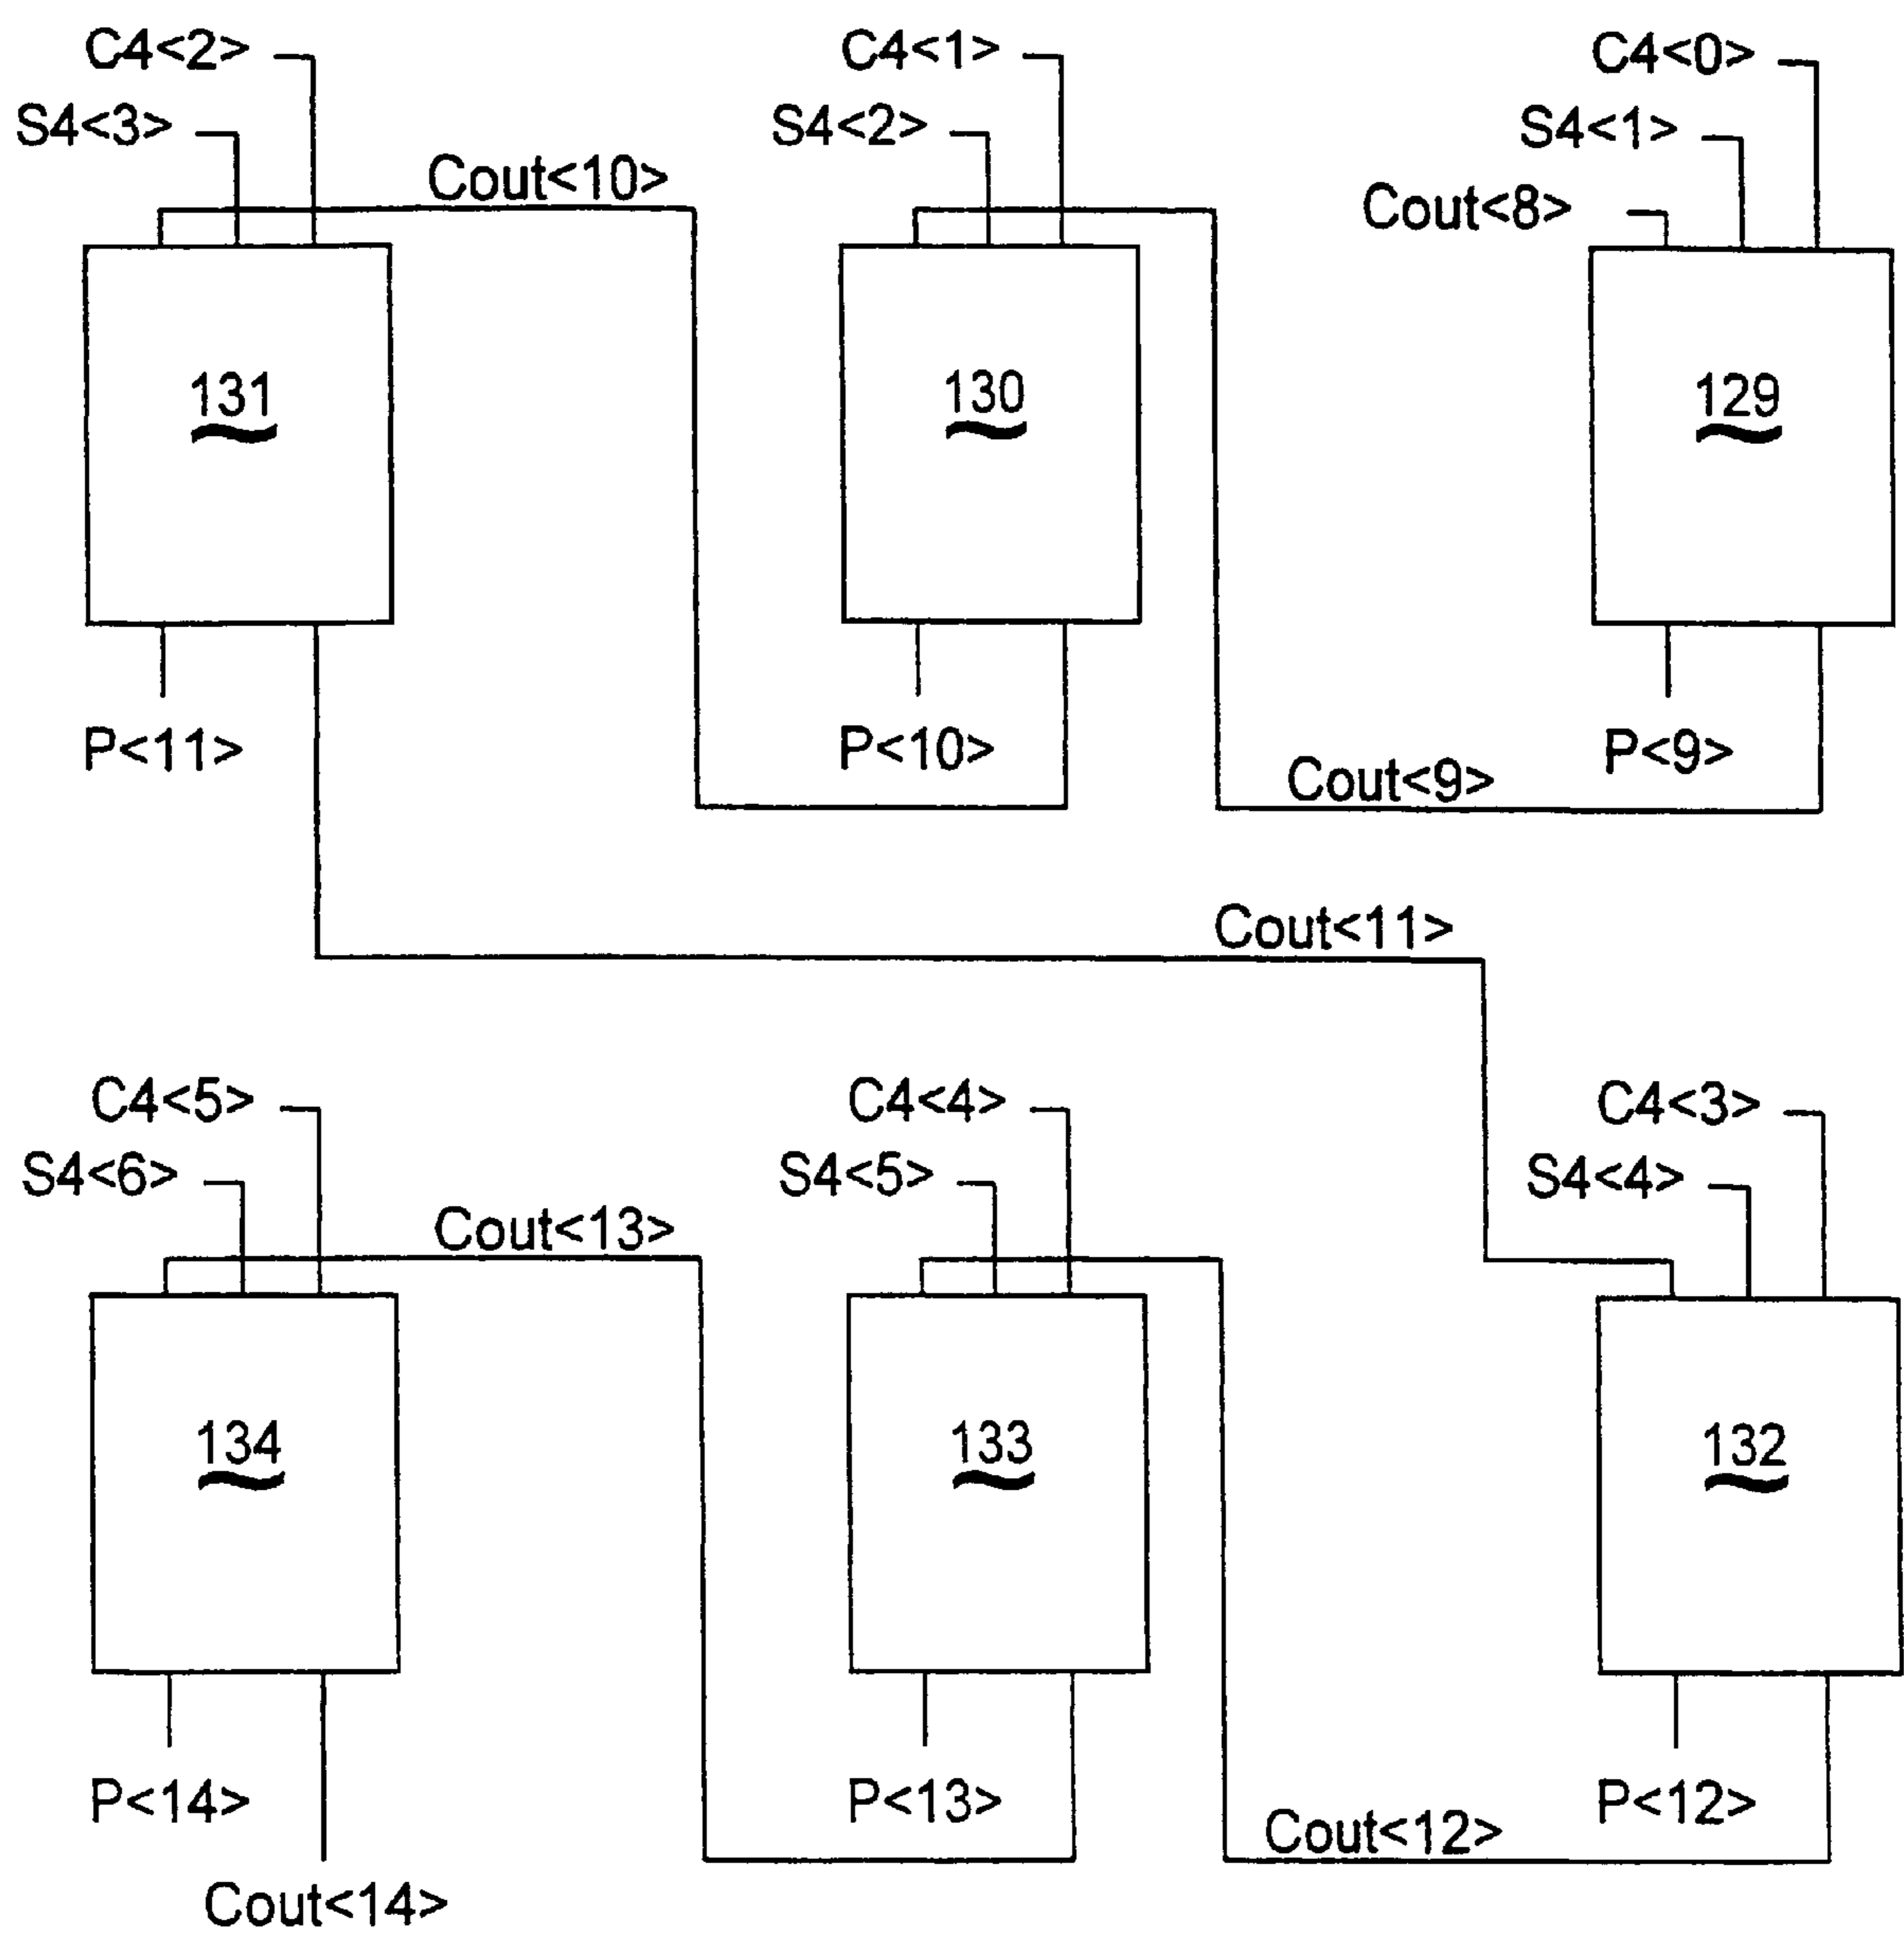 C4<2>
C4<1>
C4<0>
S4<3>
S4<2>
S4<1>
Cout<10>
Cout<8>
131
130
129
P<11>
P<10>
P<9>
Cout<9>
Cout<11>
C4<5>
C4<4>
C4<3>
S4<6>
S4<5>
S4<4>
Cout<13>
134
133
132
P<14>
P<13>
P<12>
Cout<12>
Cout<14>